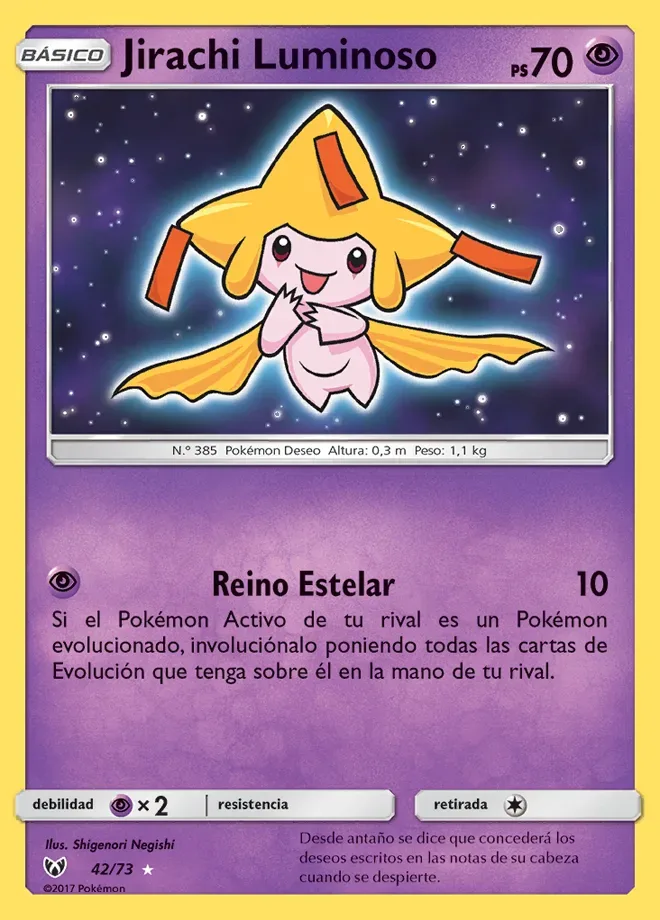 BÁSICO Jirachi Luminoso PS70
N.º 385 Pokémon Deseo Altura: 0,3 m Peso: 1,1 kg
Reino Estelar 10
Si el Pokémon Activo de tu rival es un Pokémon
evolucionado, involuciónalo poniendo todas las cartas de
Evolución que tenga sobre él en la mano de tu rival.
debilidad ×2 resistencia retirada
Ilus. Shigenori Negishi
42/73
©2017 Pokémon
Desde antaño se dice que concederá los
deseos escritos en las notas de su cabeza
cuando se despierte.